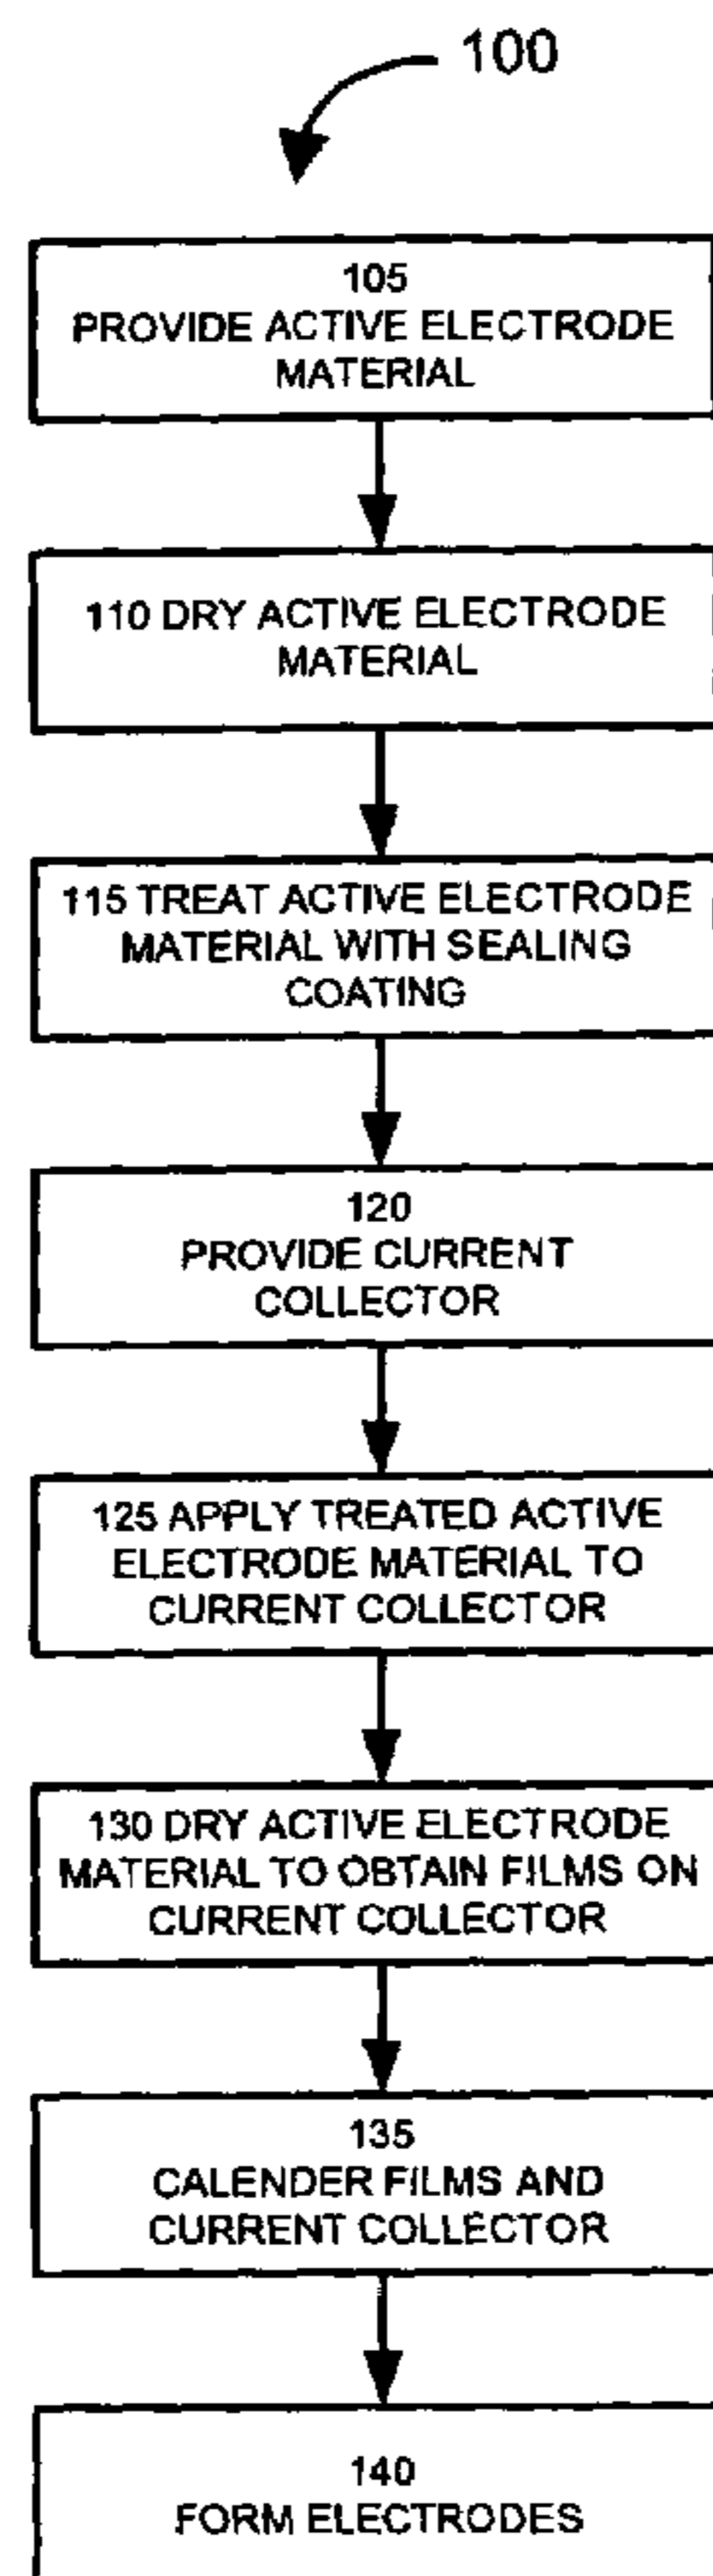 100
105
PROVIDE ACTIVE ELECTRODE
MATERIAL
110 DRY ACTIVE ELECTRODE
MATERIAL
115 TREAT ACTIVE ELECTRODE
MATERIAL WITH SEALING
COATING
120
PROVIDE CURRENT
COLLECTOR
125 APPLY TREATED ACTIVE
ELECTRODE MATERIAL TO
CURRENT COLLECTOR
130 DRY ACTIVE ELECTRODE
MATERIAL TO OBTAIN FILMS ON
CURRENT COLLECTOR
135
CALENDER FILMS AND
CURRENT COLLECTOR
140
FORM ELECTRODES